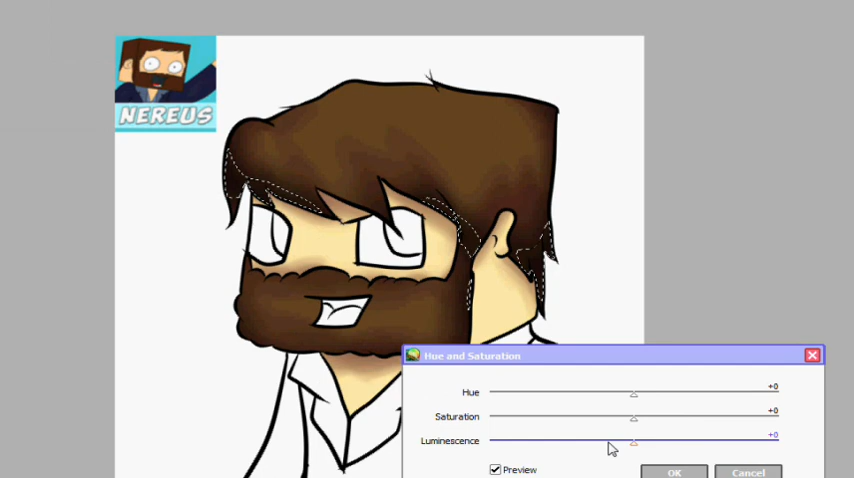 NEREUS
Hue and Saturation
Hue +0
Saturation +0
Luminescence +0
Preview OK Cancel